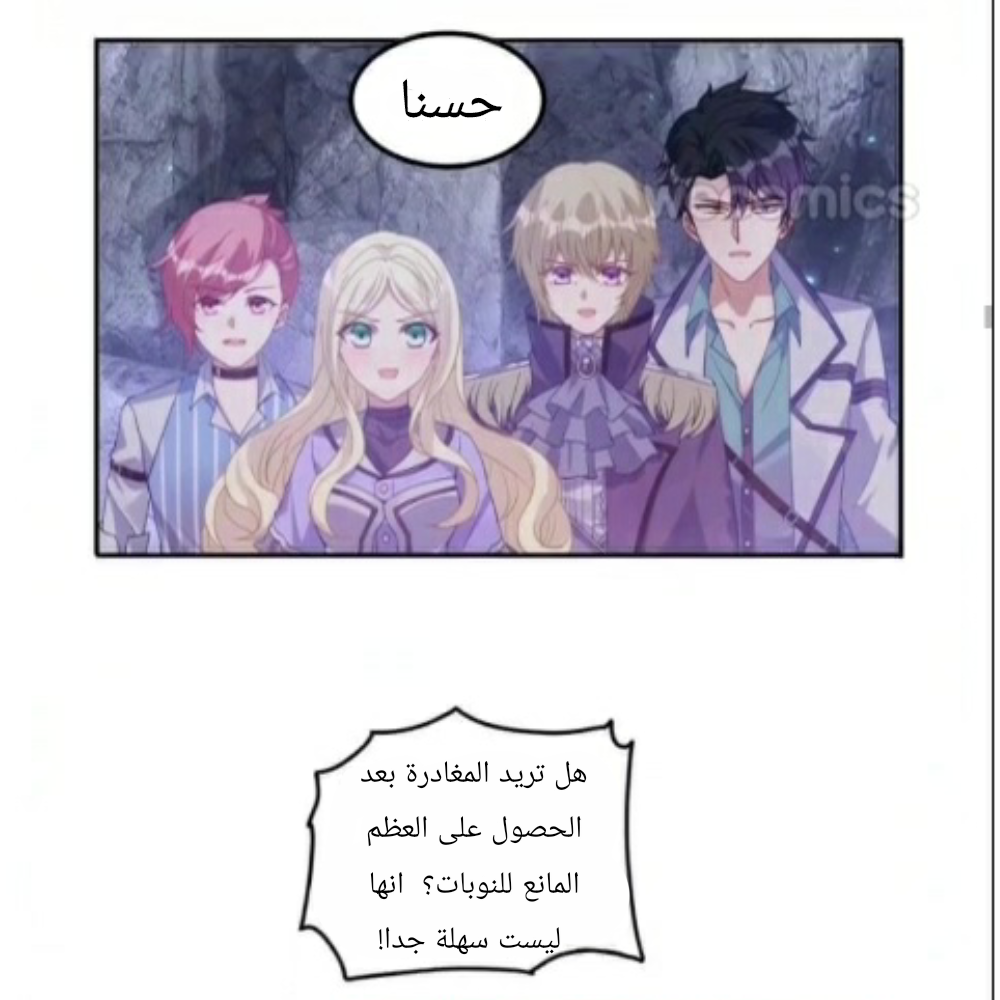 حسنا
هل تريد المغادرة بعد
الحصول على العظم
المانع للنوبات؟ انها
ليست سهلة جدا!